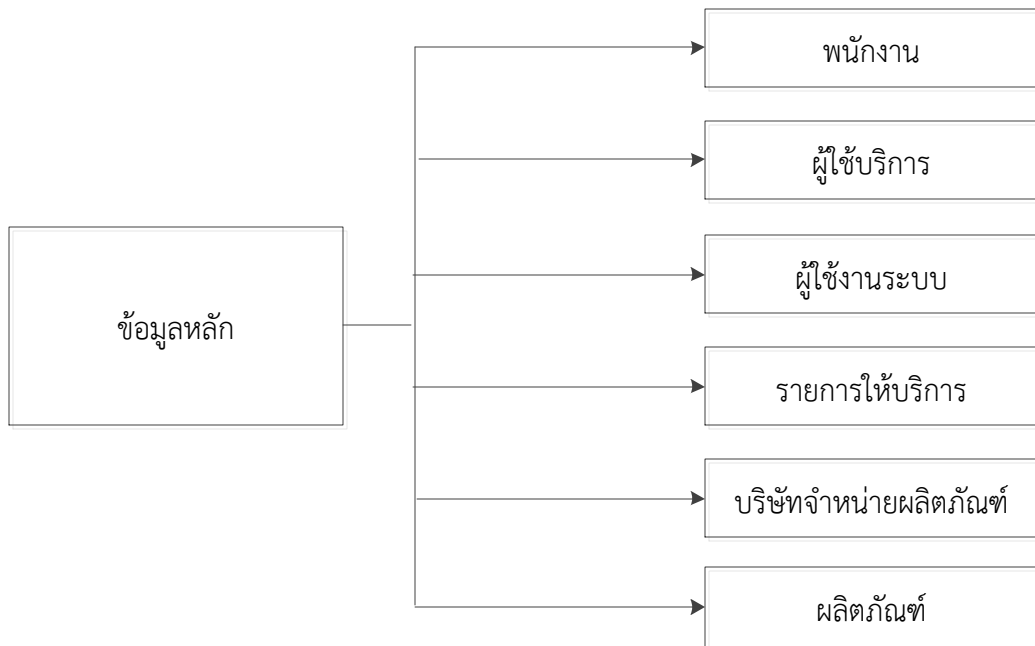 พนักงาน
ผู้ใช้บริการ
ผู้ใช้งานระบบ
ข้อมูลหลัก
รายการให้บริการ
บริษัทจำหน่ายผลิตภัณฑ์
ผลิตภัณฑ์